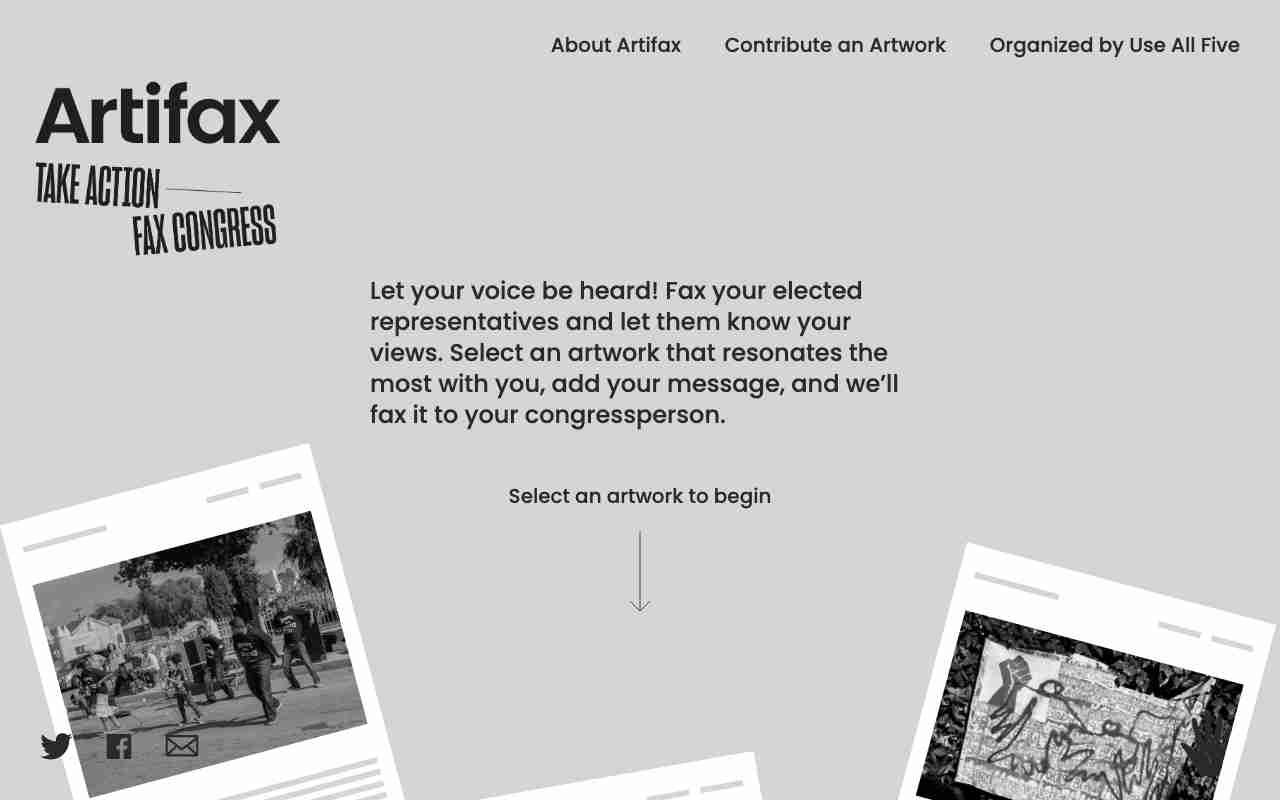 About Artifax
Contribute an Artwork
Organized by Use All Five
Artifax
TAKE ACTION
FAX CONGRESS
Let your voice be heard! Fax your elected
representatives and let them know your
views. Select an artwork that resonates the
most with you, add your message, and we’ll
fax it to your congressperson.
Select an artwork to begin